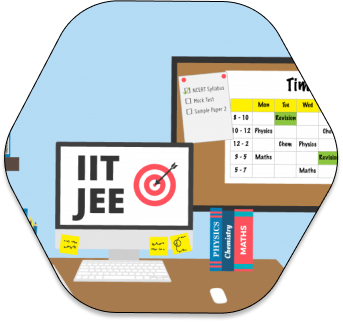 NCERT Syllabus
Mock Test
Sample Paper 2
Tim
Mon Tue Wed
8 - 10 Revision
10 - 12 Physics Che
12 - 2 Chem Physics
3 - 5 Maths Revision
5 - 7 Maths
IIT
JEE
PHYSICS
Chemistry
MATHS